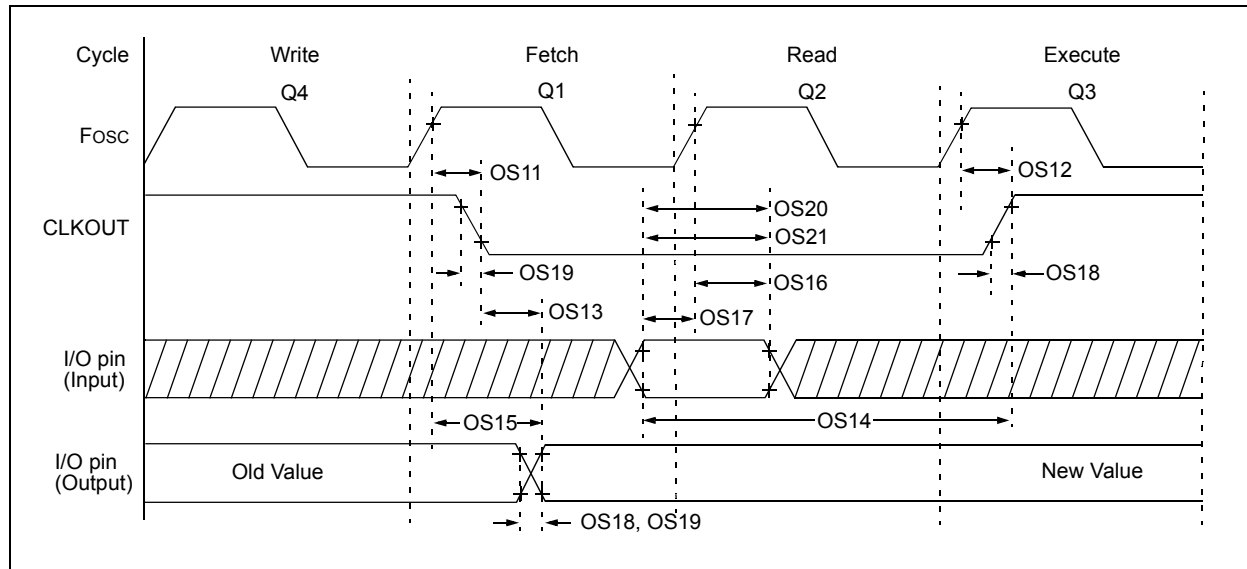 Cycle Write Fetch Read Execute
Q4 Q1 Q2 Q3
FOSC
OS11 OS12
OS20
CLKOUT
OS21
OS19 OS16 OS18
OS13 OS17
I/O pin
(Input)
OS15 OS14
I/O pin
(Output)
Old Value New Value
OS18, OS19